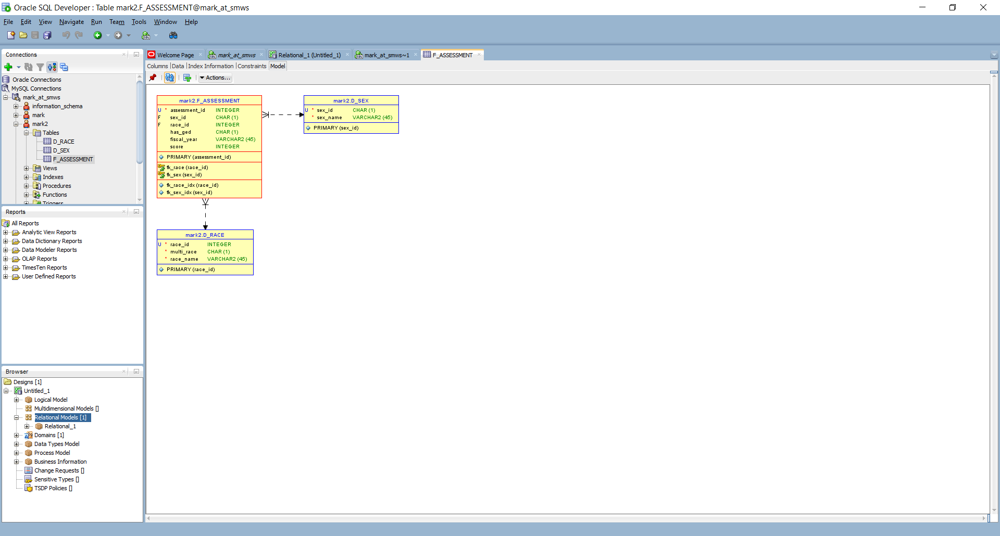 Oracle SQL Developer : Table mark2.F_ASSESSMENT@mark_at_smws
File Edit View Navigate Run Team Tools Window Help
Connections
Oracle Connections
MySQL Connections
mark_at_smws
information_schema
mark
mark2
Tables
D_RACE
D_SEX
F_ASSESSMENT
Views
Indexes
Procedures
Functions
Triggers
Reports
All Reports
Analytic View Reports
Data Dictionary Reports
Data Modeler Reports
OLAP Reports
TimesTen Reports
User Defined Reports
Browser
Designs [1]
Untitled_1
Logical Model
Multidimensional Models []
Relational Models [1]
Relational_1
Domains [1]
Data Types Model
Process Model
Business Information
Change Requests []
Sensitive Types []
TSDP Policies []
Welcome Page mark_at_smws Relational_1 (Untitled_1) mark_at_smws~1 F_ASSESSMENT
Columns Data Index Information Constraints Model
Actions...
mark2.F_ASSESSMENT
U * assessment_id INTEGER
F sex_id CHAR (1)
F race_id INTEGER
has_ged CHAR (1)
fiscal_year VARCHAR2 (45)
score INTEGER
PRIMARY (assessment_id)
fk_race (race_id)
fk_sex (sex_id)
fk_race_idx (race_id)
fk_sex_idx (sex_id)
mark2.D_SEX
U * sex_id CHAR (1)
* sex_name VARCHAR2 (45)
PRIMARY (sex_id)
mark2.D_RACE
U * race_id INTEGER
* multi_race CHAR (1)
* race_name VARCHAR2 (45)
PRIMARY (race_id)